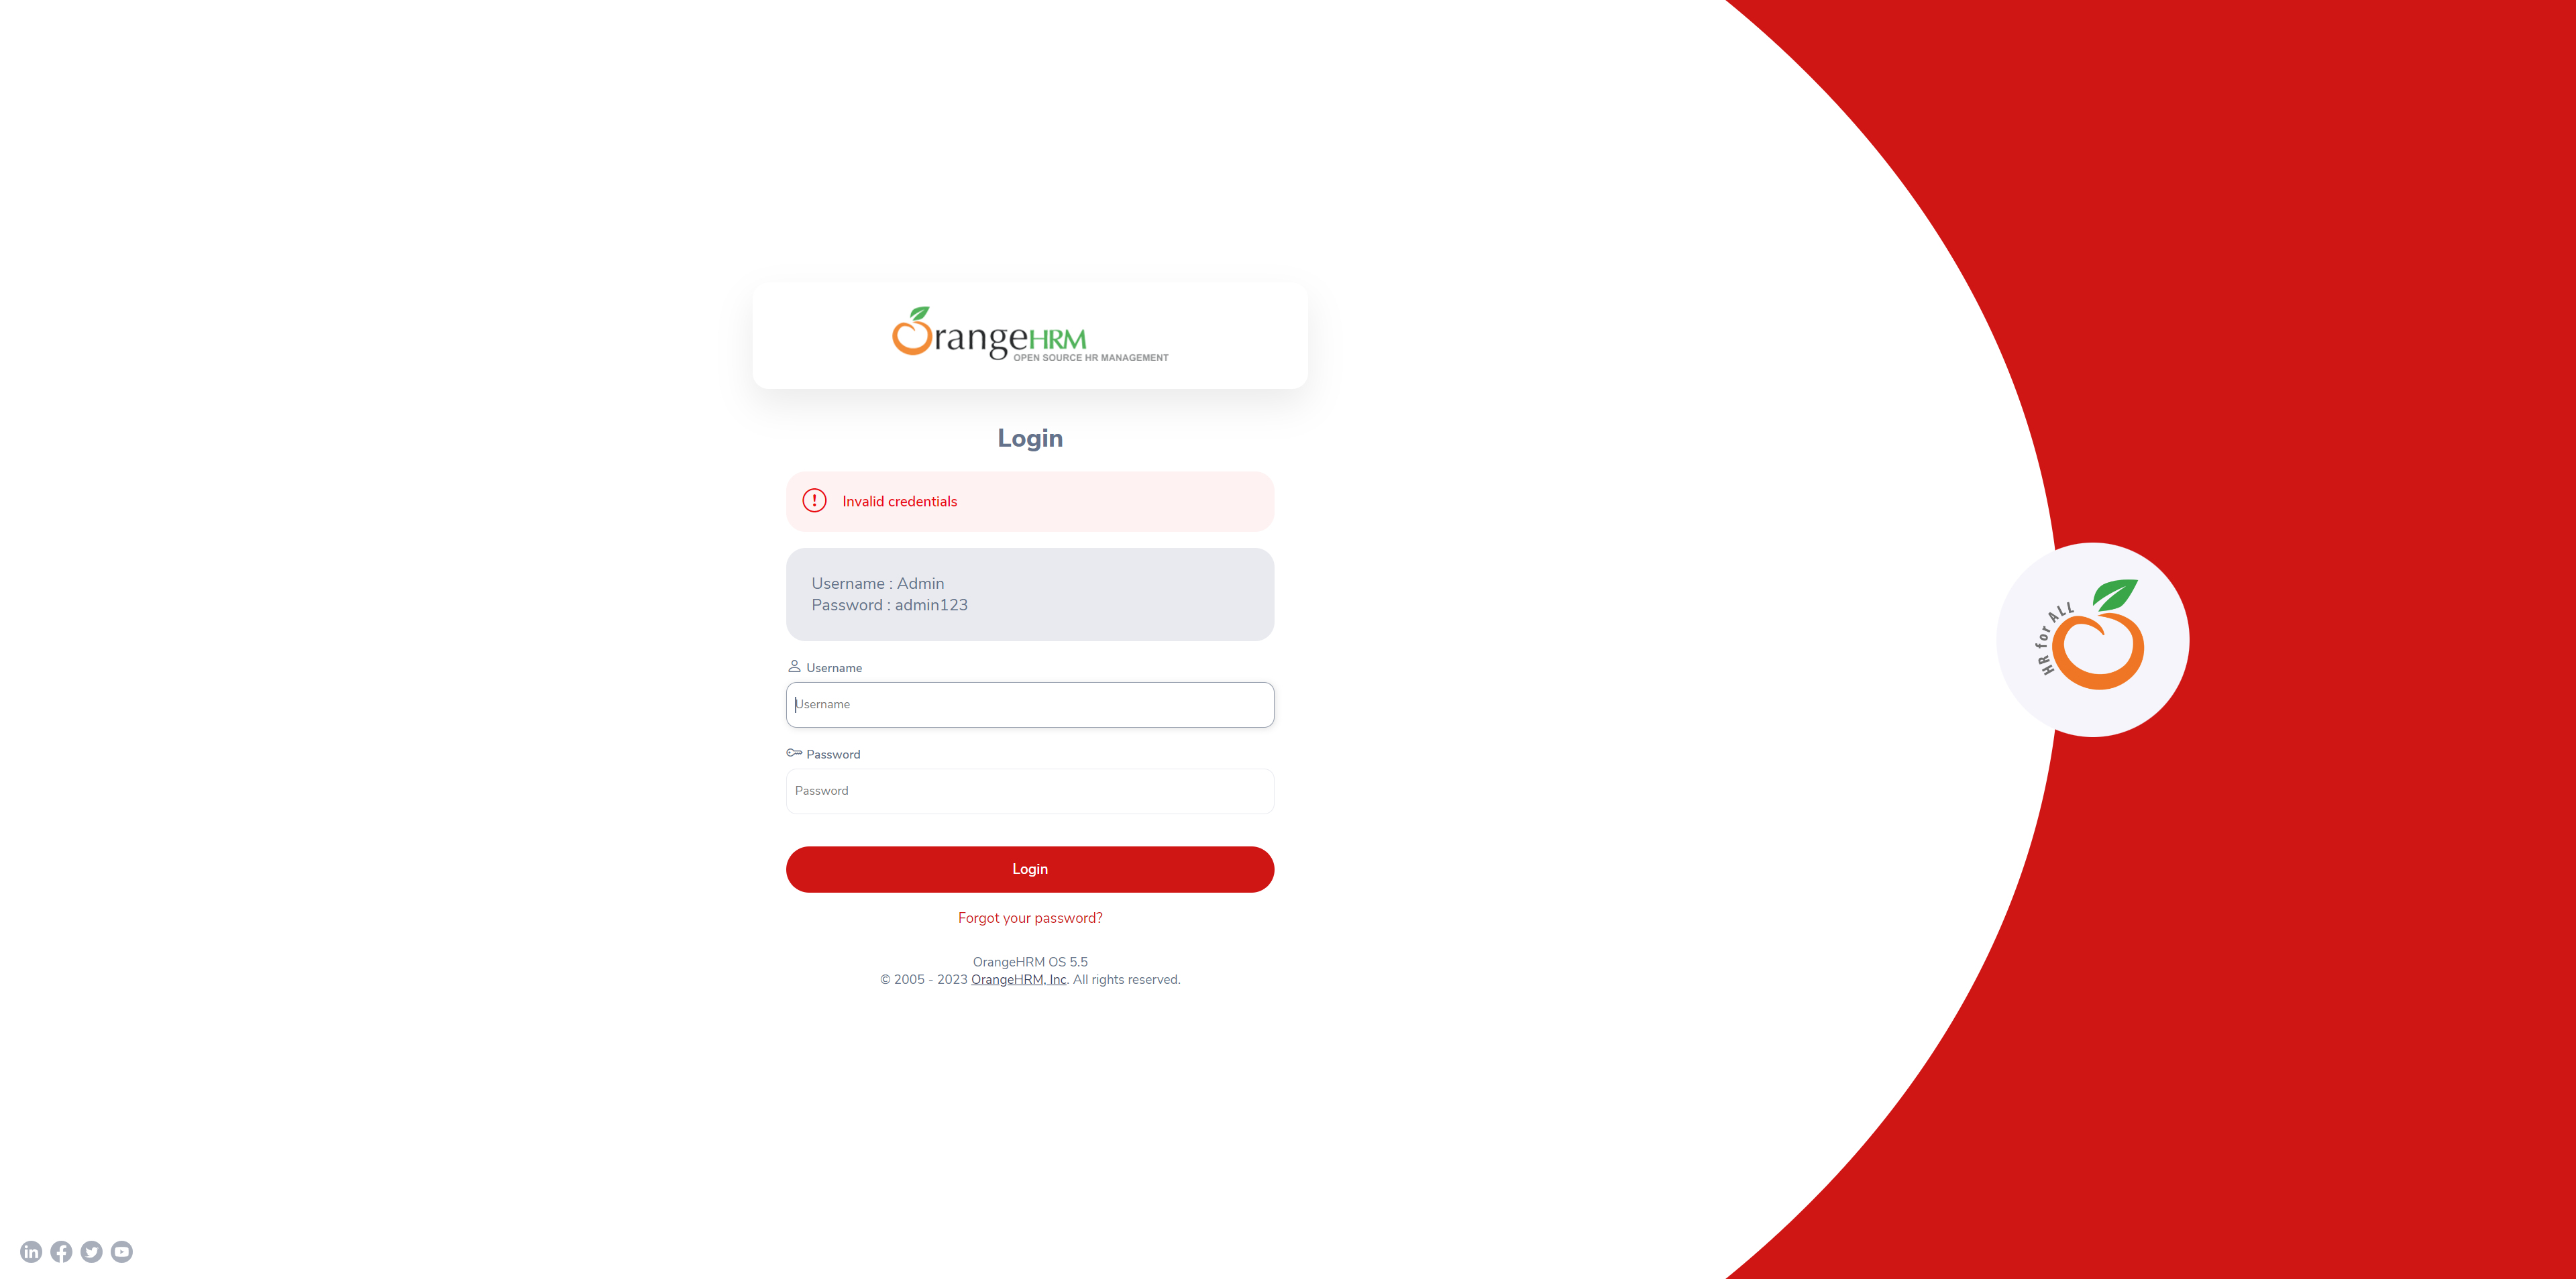 OrangeHRM
OPEN SOURCE HR MANAGEMENT
Login
Invalid credentials
Username : Admin
Password : admin123
Username
Username
Password
Password
Login
Forgot your password?
OrangeHRM OS 5.5
© 2005 - 2023 OrangeHRM, Inc. All rights reserved.
HR for ALL